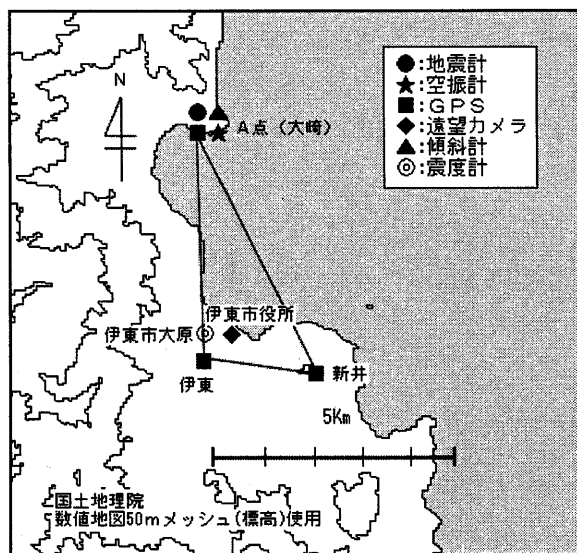 N
●:地震計
★:空振計
■:GPS
◆:遠望カメラ
▲:傾斜計
◎:震度計
A点(大崎)
伊東市役所
伊東市大原
伊東
新井
5Km
国土地理院
数値地図50mメッシュ(標高)使用